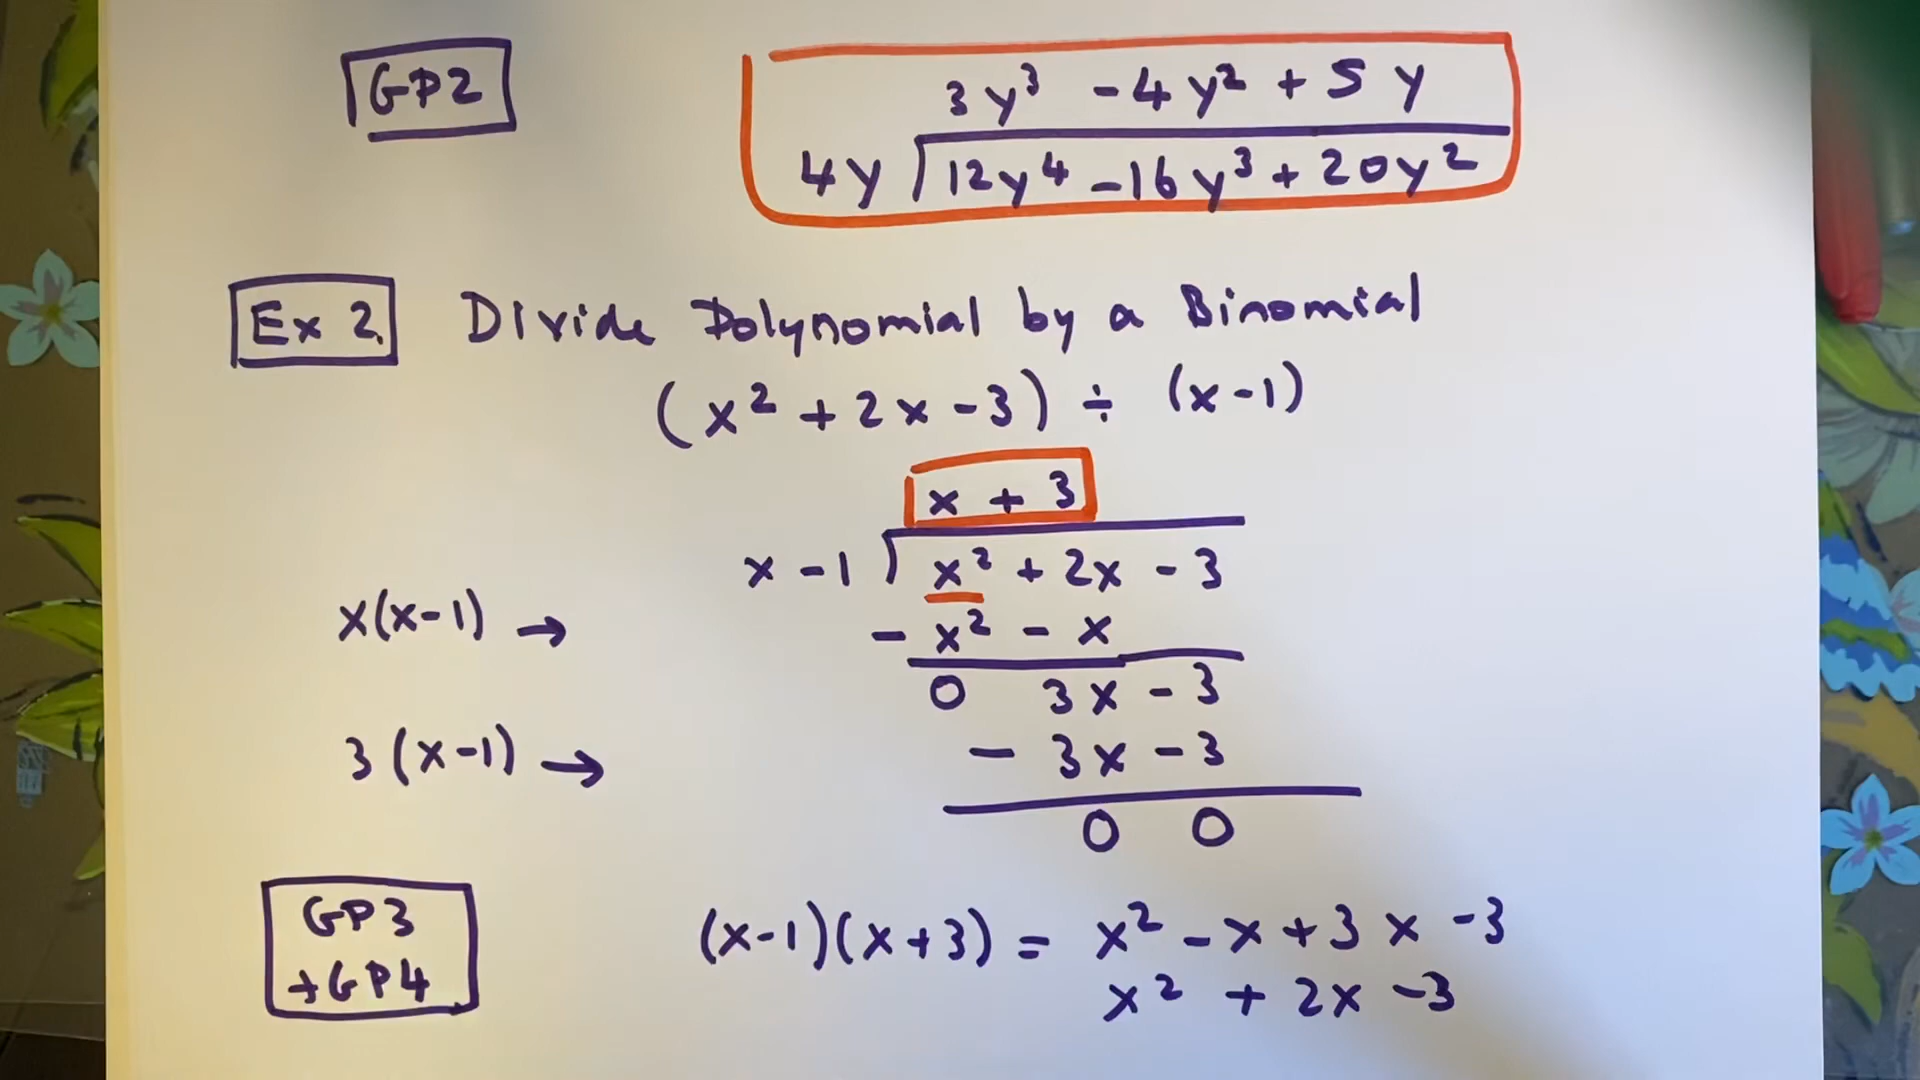 GP2
3y³ - 4y² + 5y
4y 12y⁴ - 16y³ + 20y²
Ex 2. Divide Polynomial by a Binomial
(x² + 2x - 3) ÷ (x - 1)
x + 3
x - 1 x² + 2x - 3
x(x-1) → - x² - x
0 3x - 3
3(x-1) → - 3x - 3
0 0
GP3
+GP4
(x-1)(x+3) = x² - x + 3x - 3
x² + 2x - 3